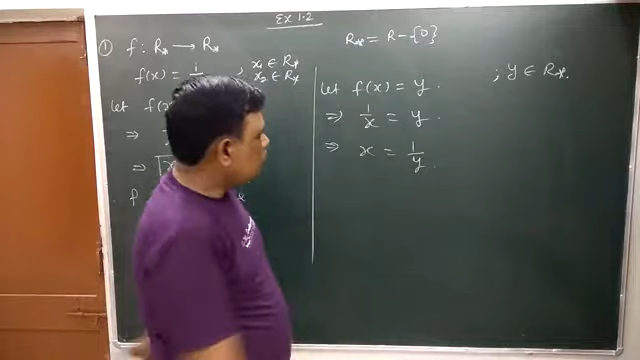 Ex 1.2
① f : R* → R*
R* = R - {0}
f(x) = 1 ; x₁ ∈ R*
x₂ ∈ R*
let f(x
⇒
⇒
f &
let f(x) = y . ; y ∈ R*.
⇒ 1/x = y .
⇒ x = 1/y .